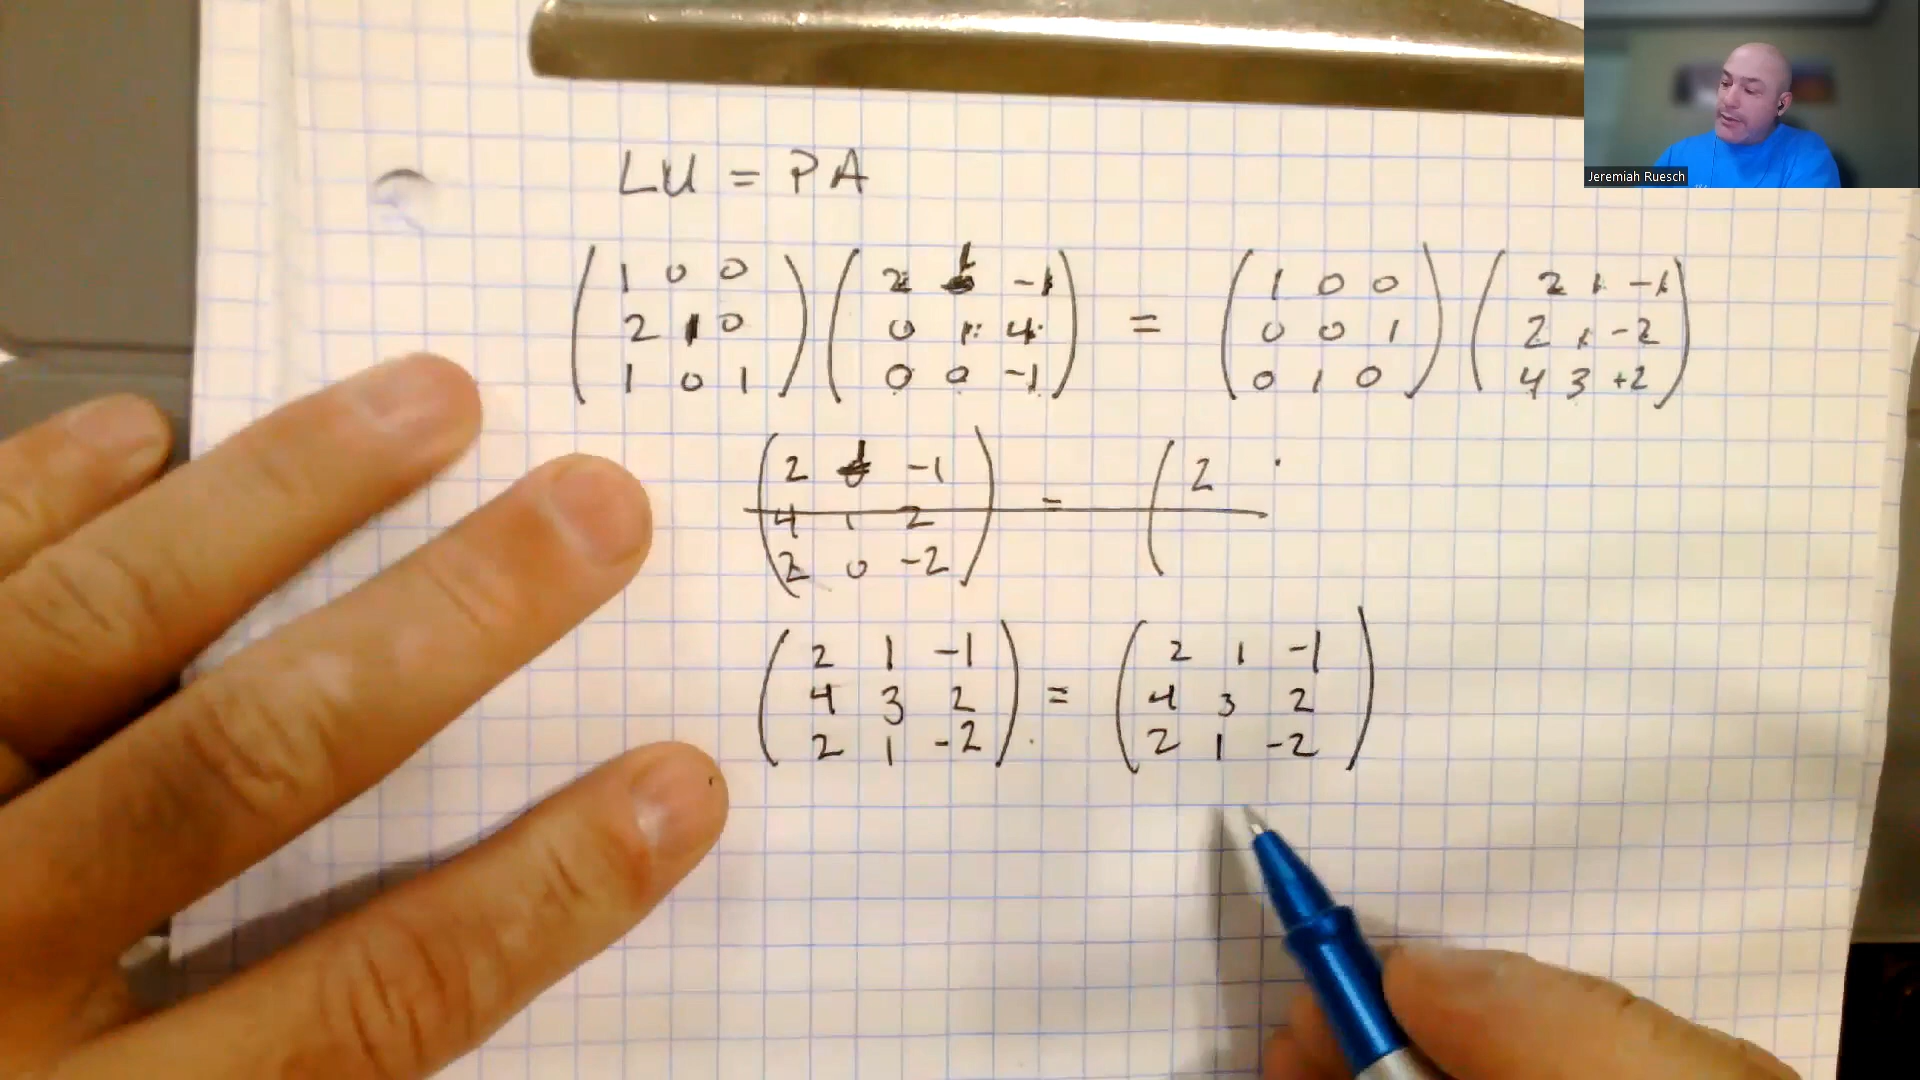 Jeremiah Ruesch
LU = PA
1 0 0 2 1 -1 1 0 0 2 1 -1
2 1 0 0 1 4 = 0 0 1 2 1 -2
1 0 1 0 0 -1 0 1 0 4 3 +2
2 1 -1 = 2
4 1 2
2 0 -2
2 1 -1 2 1 -1
4 3 2 = 4 3 2
2 1 -2 2 1 -2